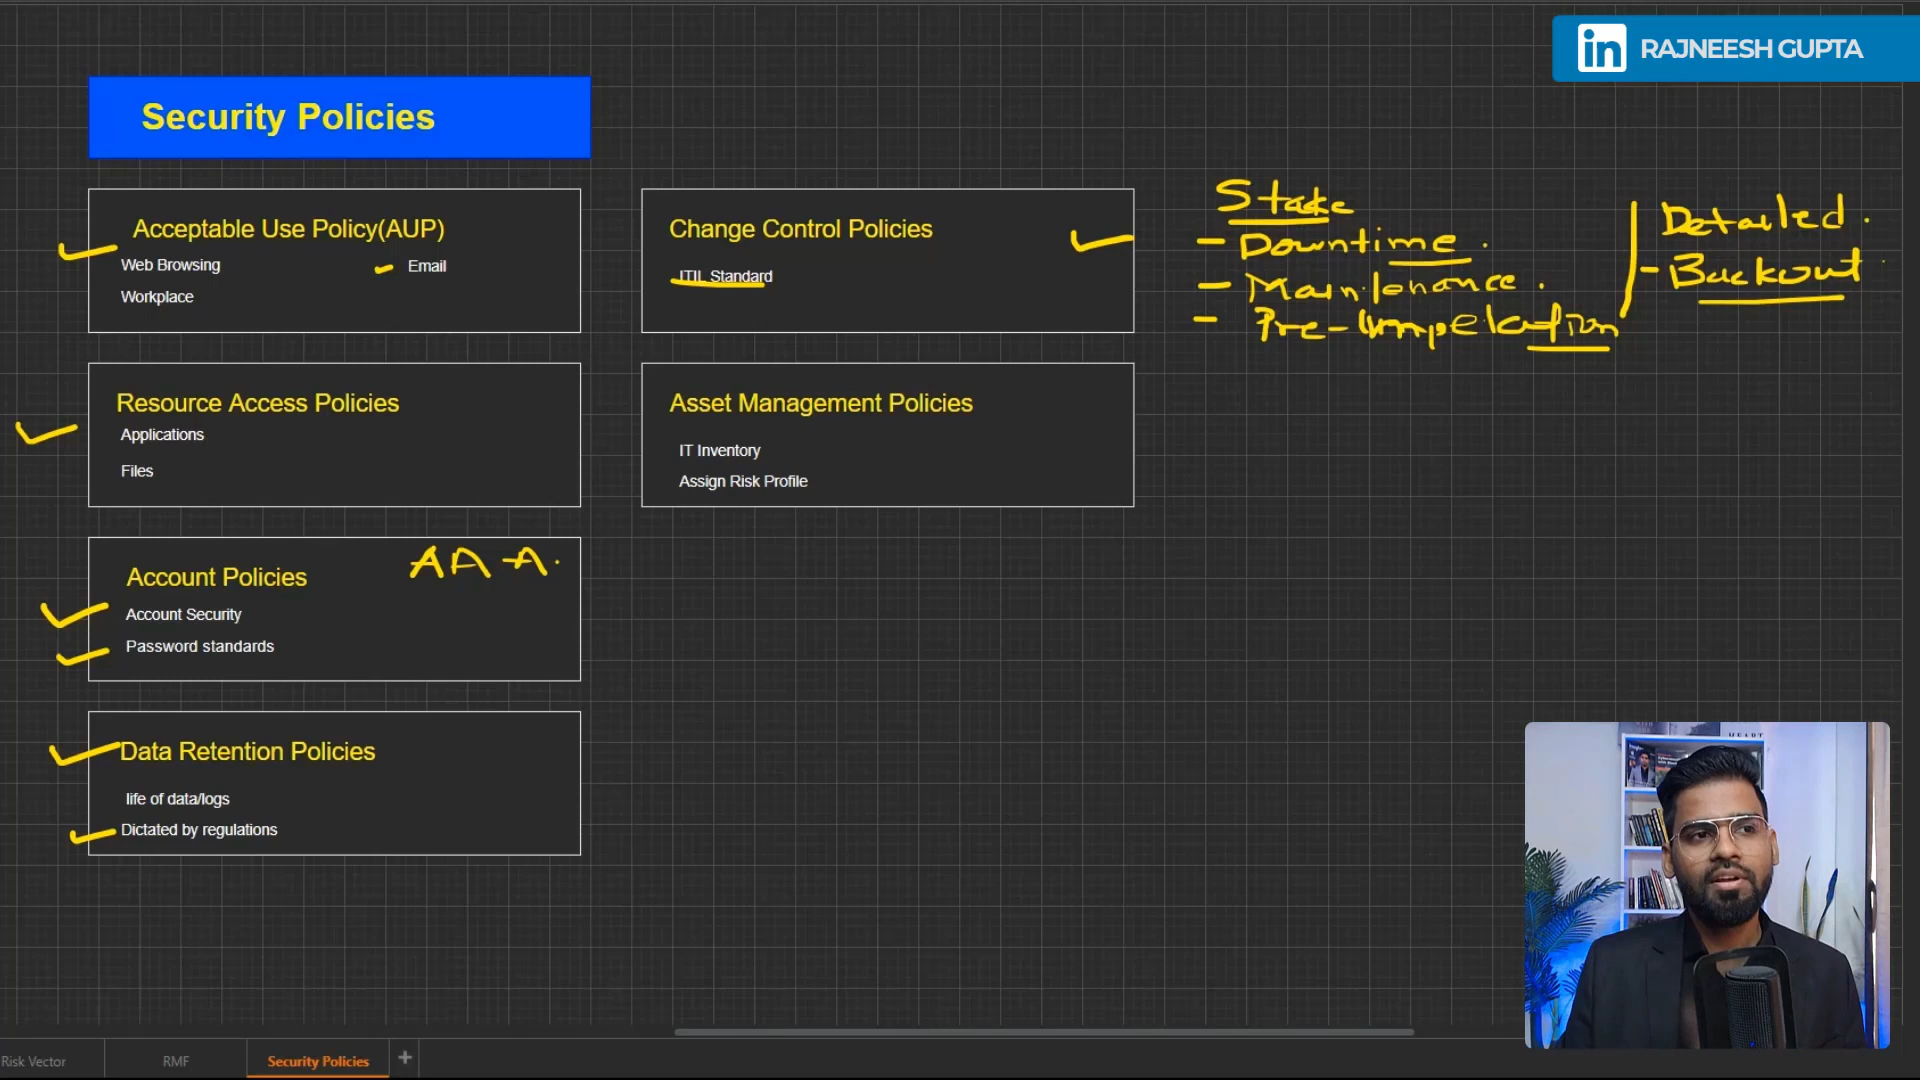 in RAJNEESH GUPTA
Security Policies
Acceptable Use Policy(AUP)
Web Browsing
Email
Workplace
Change Control Policies
ITIL Standard
Stake
- Downtime.
- Maintenance.
- Pre-
Detailed.
- Backout
Resource Access Policies
Applications
Files
Asset Management Policies
IT Inventory
Assign Risk Profile
Account Policies
AAA.
Account Security
Password standards
Data Retention Policies
life of data/logs
Dictated by regulations
Risk Vector
RMF
Security Policies
+